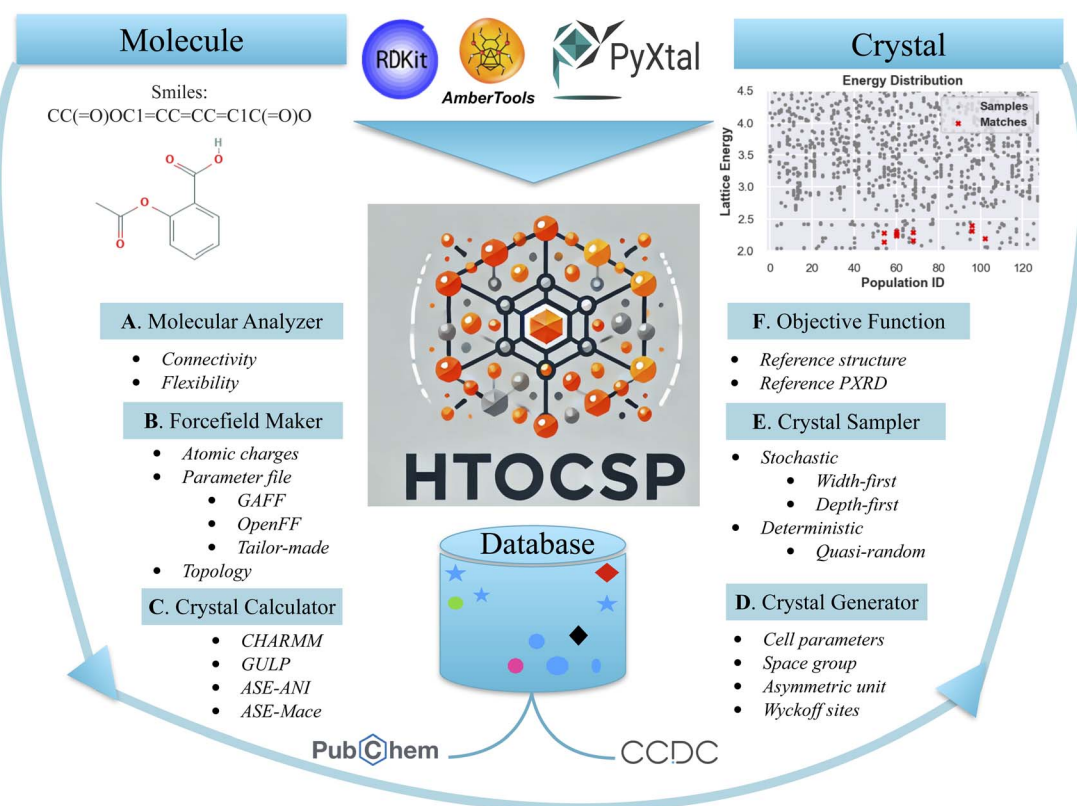 Molecule
Smiles:
CC(=O)OC1=CC=CC=C1C(=O)O
H
O
O
O
O
A. Molecular Analyzer
• Connectivity
• Flexibility
B. Forcefield Maker
• Atomic charges
• Parameter file
• GAFF
• OpenFF
• Tailor-made
• Topology
C. Crystal Calculator
• CHARMM
• GULP
• ASE-ANI
• ASE-Mace
RDKit
AmberTools
PyXtal
HTOCSP
Database
PubChem
CCDC
Crystal
Energy Distribution
Samples
Matches
Lattice Energy
4.5
4.0
3.5
3.0
2.5
2.0
0 20 40 60 80 100 120
Population ID
F. Objective Function
• Reference structure
• Reference PXRD
E. Crystal Sampler
• Stochastic
• Width-first
• Depth-first
• Deterministic
• Quasi-random
D. Crystal Generator
• Cell parameters
• Space group
• Asymmetric unit
• Wyckoff sites